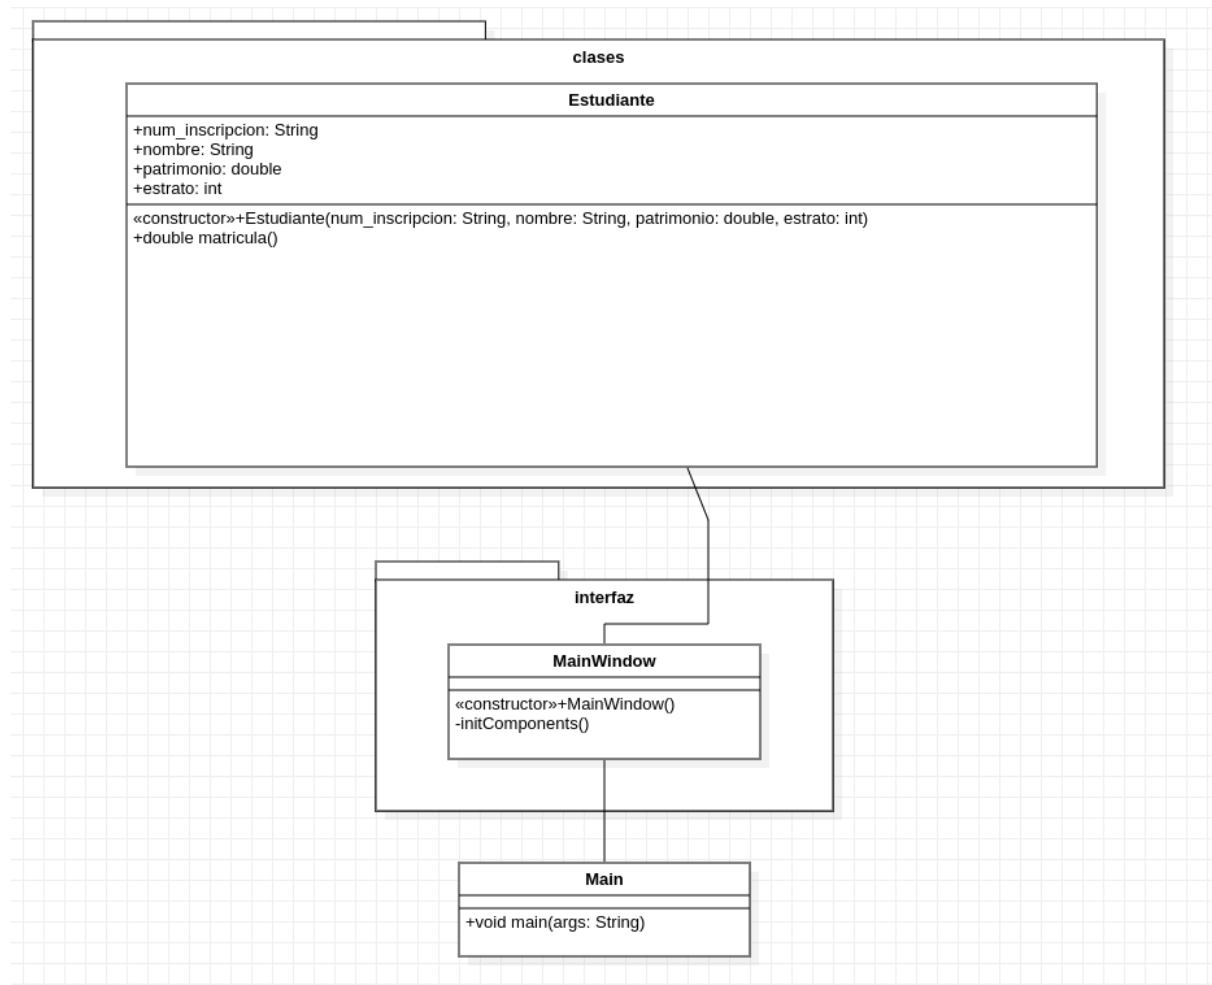 clases
Estudiante
+num_inscripcion: String
+nombre: String
+patrimonio: double
+estrato: int
«constructor»+Estudiante(num_inscripcion: String, nombre: String, patrimonio: double, estrato: int)
+double matricula()
interfaz
MainWindow
«constructor»+MainWindow()
-initComponents()
Main
+void main(args: String)